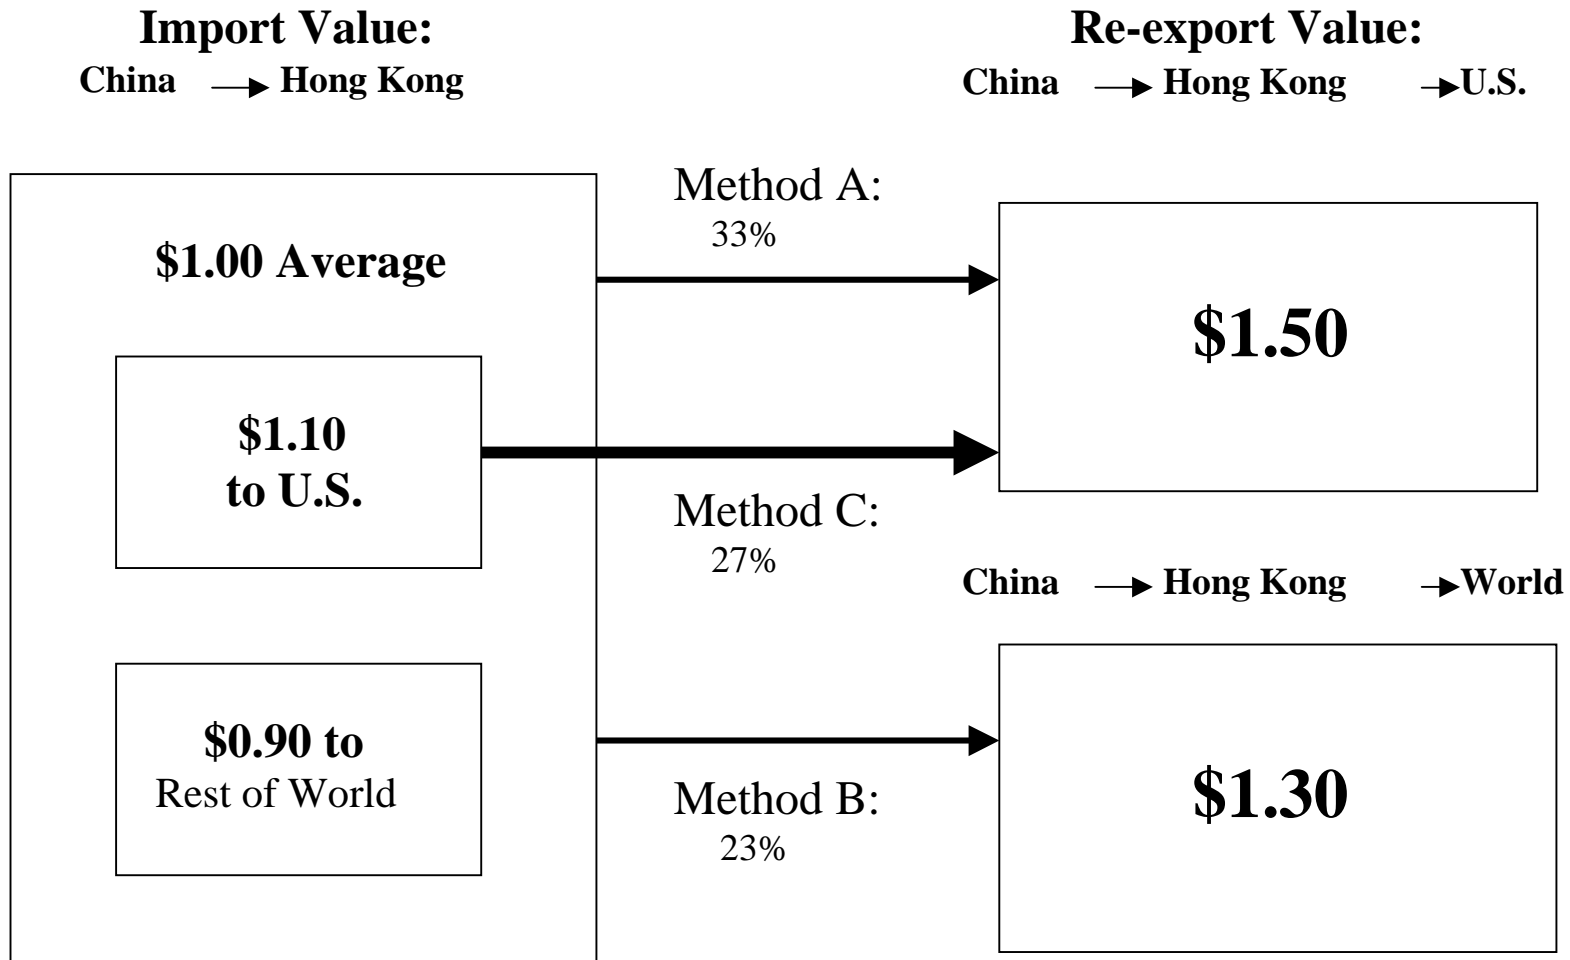 Import Value:
China → Hong Kong
Re-export Value:
China → Hong Kong → U.S.
$1.00 Average
Method A:
33%
$1.50
$1.10
to U.S.
Method C:
27%
China → Hong Kong → World
$0.90 to
Rest of World
Method B:
23%
$1.30